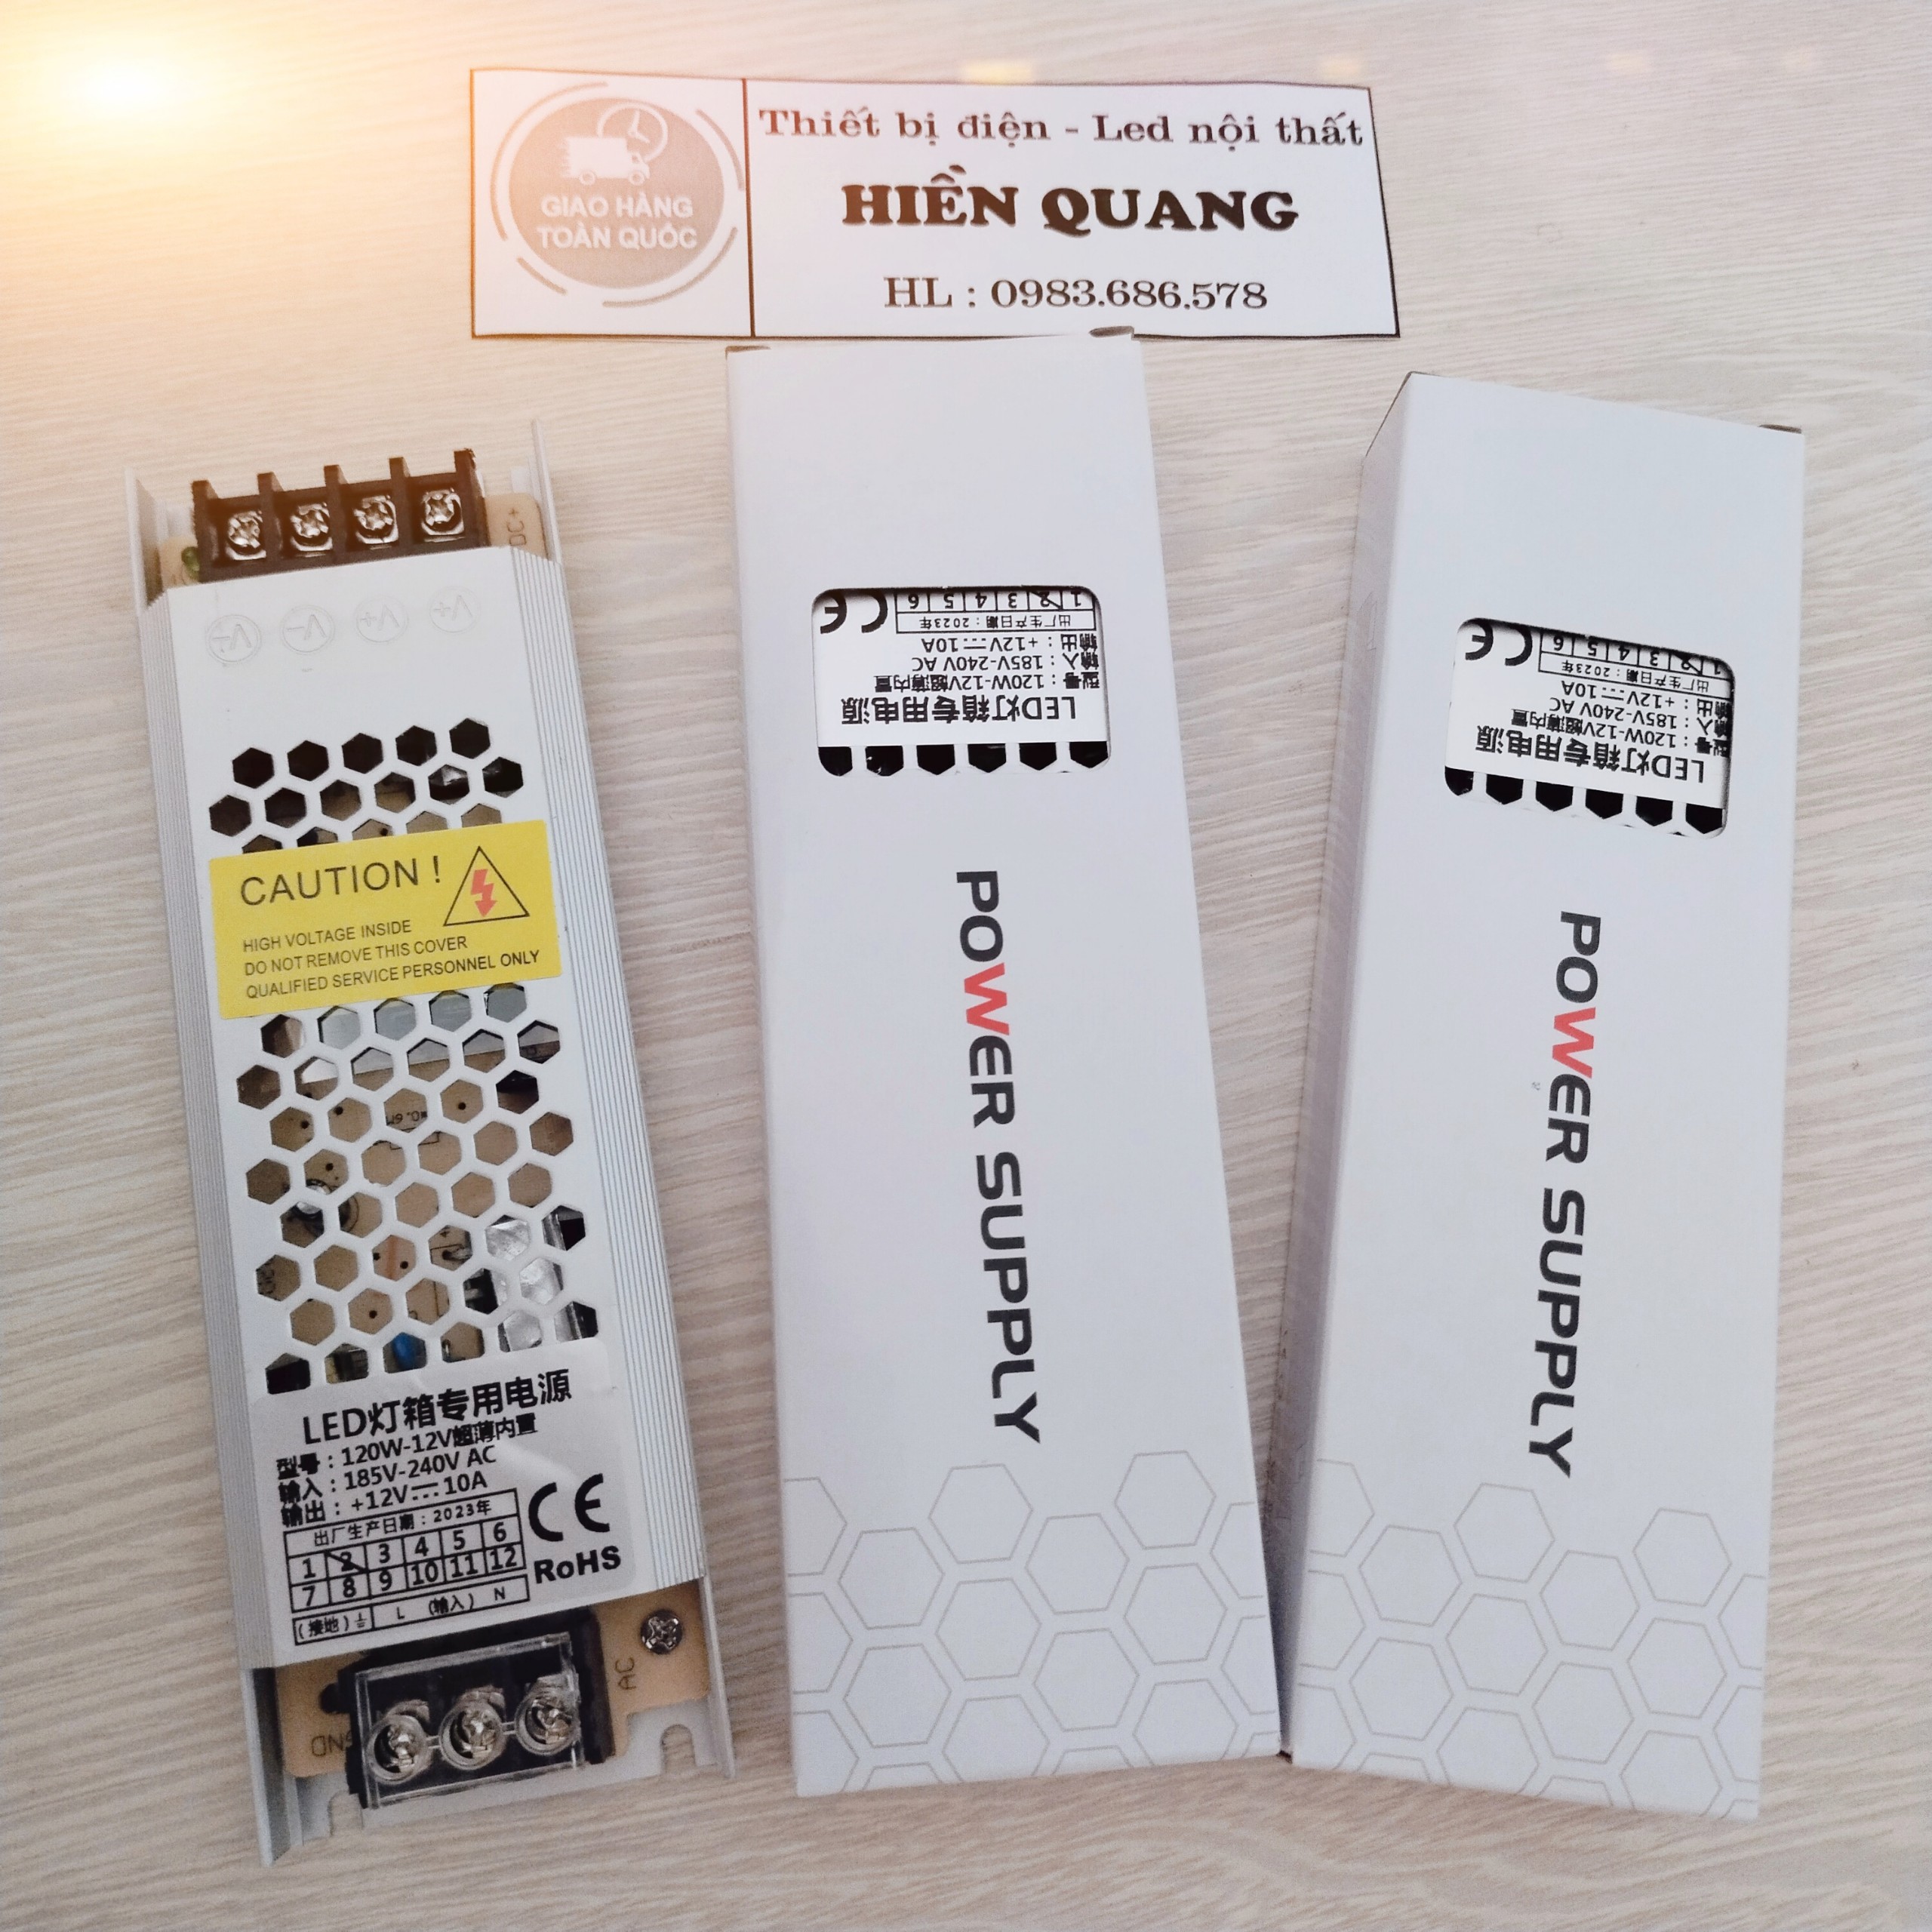 GIAO HÀNG
TOÀN QUỐC
Thiết bị điện - Led nội thất
HIỀN QUANG
HL : 0983.686.578
DC+
V- V- V+ V+
CAUTION !
HIGH VOLTAGE INSIDE
DO NOT REMOVE THIS COVER
QUALIFIED SERVICE PERSONNEL ONLY
LED灯箱专用电源
型号：120W-12V超薄内置
输入：185V-240V AC
输出：+12V⎓10A
出厂生产日期：2023年
1 2 3 4 5 6
7 8 9 10 11 12
CE
RoHS
(接地) ⏚ L (输入) N
AC
GND
LED灯箱专用电源
型号：120W-12V超薄内置
输入：185V-240V AC
输出：+12V⎓10A
出厂生产日期：2023年
1 2 3 4 5 6
CE
POWER SUPPLY
LED灯箱专用电源
型号：120W-12V超薄内置
输入：185V-240V AC
输出：+12V⎓10A
出厂生产日期：2023年
1 2 3 4 5 6
CE
POWER SUPPLY